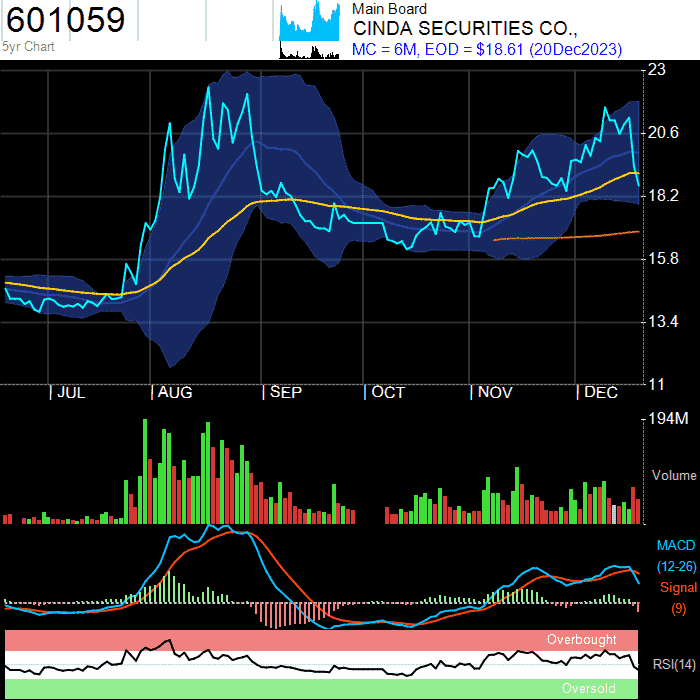 601059
5yr Chart
Main Board
CINDA SECURITIES CO.,
MC = 6M, EOD = $18.61 (20Dec2023)
23
20.6
18.2
15.8
13.4
11
| JUL | AUG | SEP | OCT | NOV | DEC
194M
Volume
MACD
(12-26)
Signal
(9)
Overbought
RSI(14)
Oversold